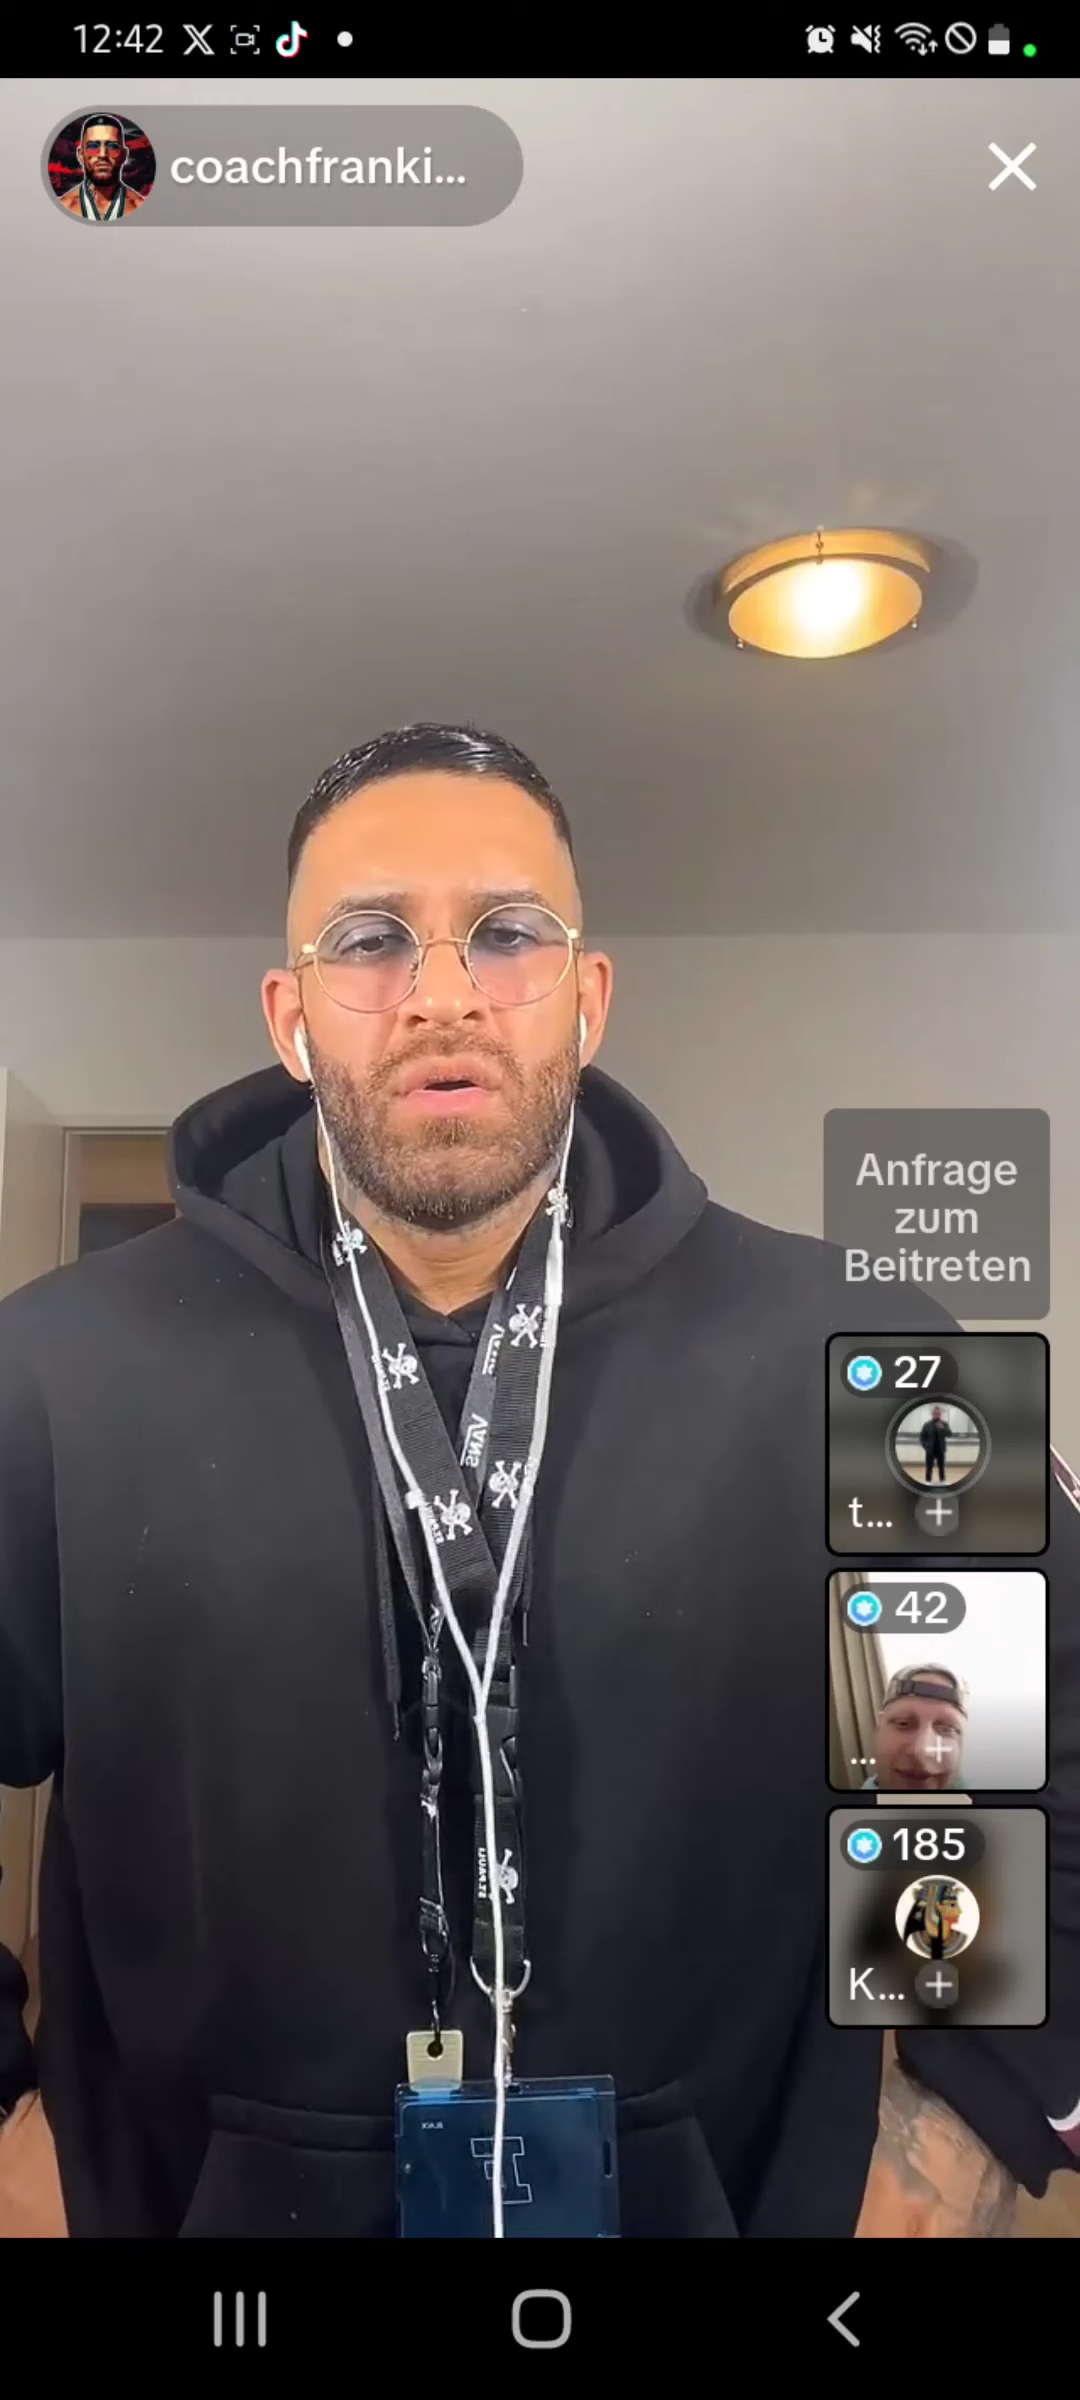 12:42
coachfranki...
Anfrage
zum
Beitreten
27
t...
42
...
185
K...
VANS